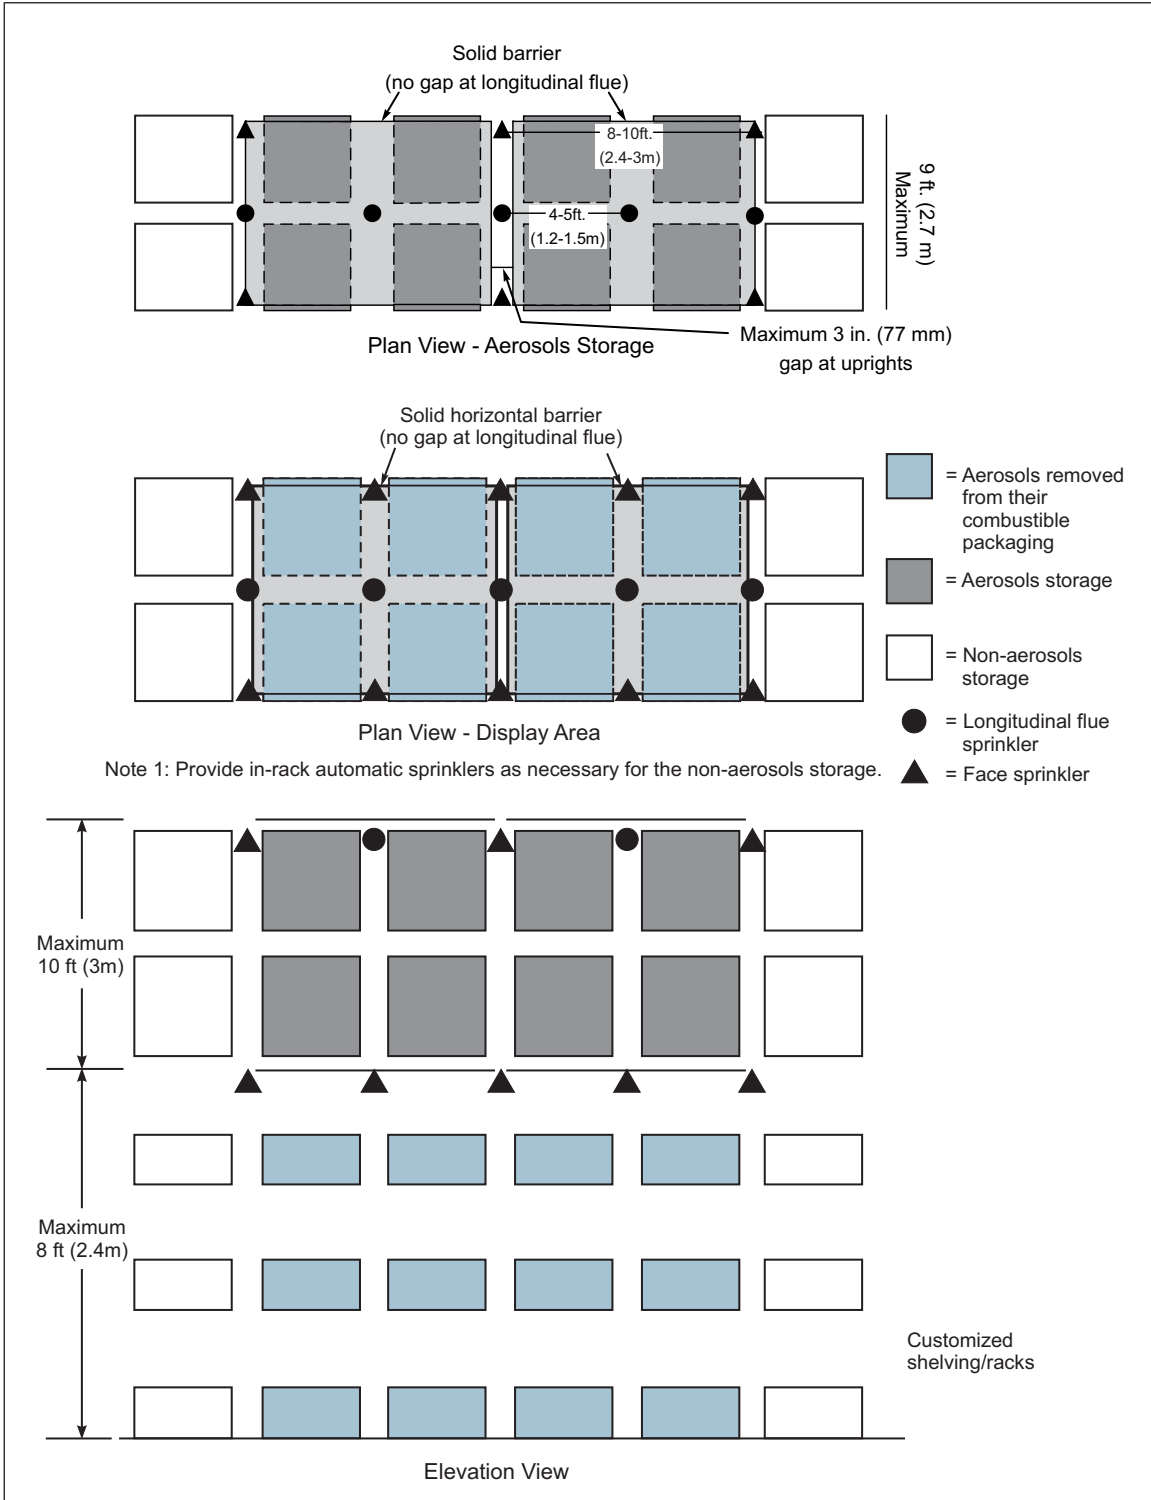 Solid barrier
(no gap at longitudinal flue)
8-10ft.
(2.4-3m)
4-5ft.
(1.2-1.5m)
9 ft. (2.7 m)
Maximum
Plan View - Aerosols Storage
Maximum 3 in. (77 mm)
gap at uprights
Solid horizontal barrier
(no gap at longitudinal flue)
= Aerosols removed
from their
combustible
packaging
= Aerosols storage
= Non-aerosols
storage
= Longitudinal flue
sprinkler
= Face sprinkler
Plan View - Display Area
Note 1: Provide in-rack automatic sprinklers as necessary for the non-aerosols storage.
Maximum
10 ft (3m)
Maximum
8 ft (2.4m)
Customized
shelving/racks
Elevation View